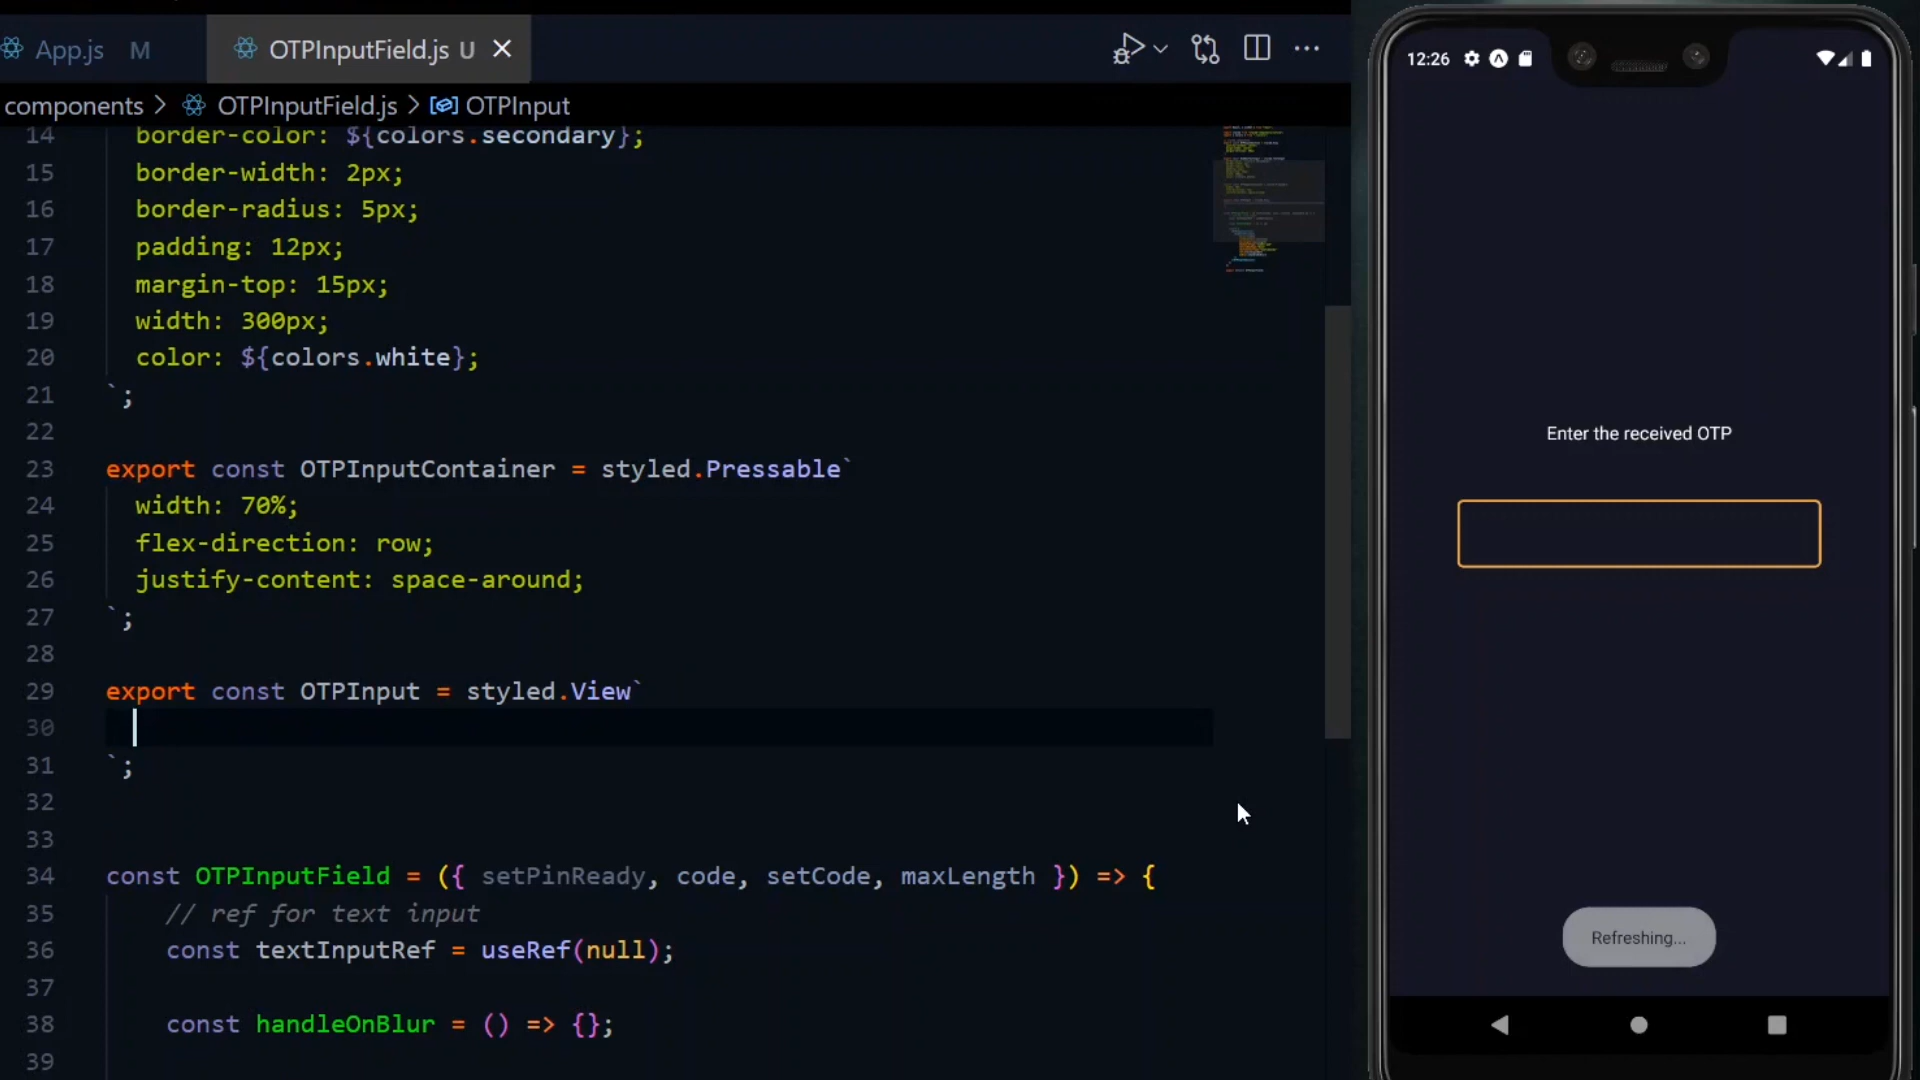 App.js M
OTPInputField.js U
components > OTPInputField.js > OTPInput
14 border-color: ${colors.secondary};
15 border-width: 2px;
16 border-radius: 5px;
17 padding: 12px;
18 margin-top: 15px;
19 width: 300px;
20 color: ${colors.white};
21 `;
22
23 export const OTPInputContainer = styled.Pressable`
24 width: 70%;
25 flex-direction: row;
26 justify-content: space-around;
27 `;
28
29 export const OTPInput = styled.View`
30
31 `;
32
33
34 const OTPInputField = ({ setPinReady, code, setCode, maxLength }) => {
35 // ref for text input
36 const textInputRef = useRef(null);
37
38 const handleOnBlur = () => {};
39
12:26
Enter the received OTP
Refreshing...